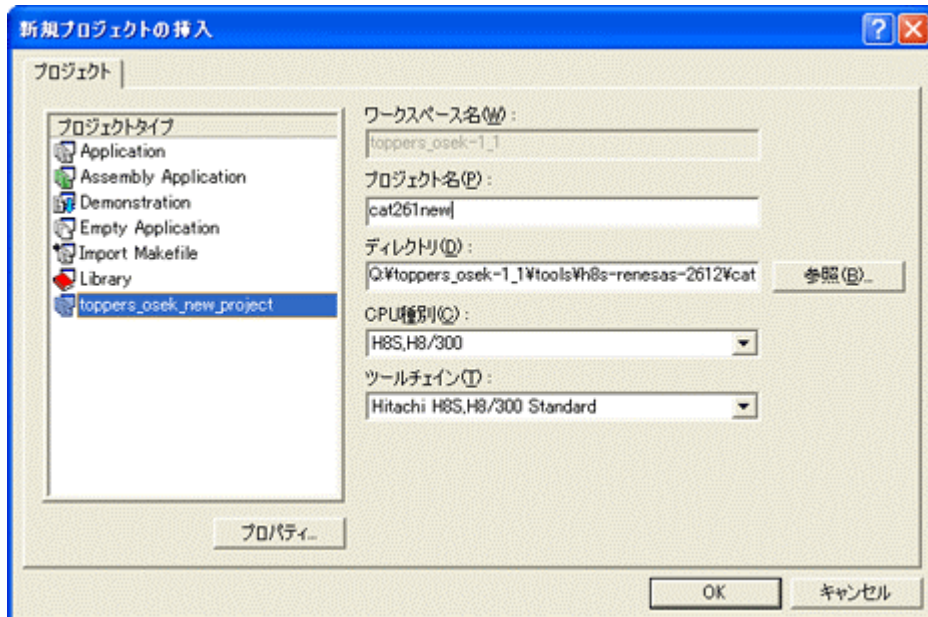 新規プロジェクトの挿入
プロジェクト
プロジェクトタイプ
Application
Assembly Application
Demonstration
Empty Application
Import Makefile
Library
toppers_osek_new_project
プロパティ...
ワークスペース名(W) :
toppers_osek-1_1
プロジェクト名(P) :
cat261new
ディレクトリ(D) :
Q:¥toppers_osek-1_1¥tools¥h8s-renesas-2612¥cat
参照(B)...
CPU種別(C) :
H8S,H8/300
ツールチェイン(T) :
Hitachi H8S,H8/300 Standard
OK
キャンセル